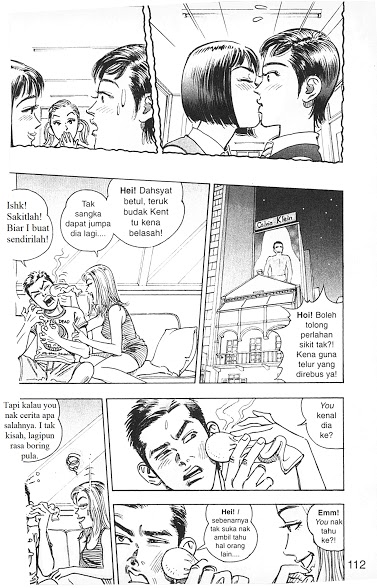 Hei! Dahsyat
betul, teruk
budak Kent
tu kena
belasah!
Tak
sangka
dapat jumpa
dia lagi....
Ishk!
Sakitlah!
Biar I buat
sendirilah!
Calvin Klein
Hoi! Boleh
tolong
perlahan
sikit tak?!
Kena guna
telur yang
direbus ya!
You
kenal
dia
ke?
Tapi kalau you
nak cerita apa
salahnya. I tak
kisah, lagipun
rasa boring
pula.
Emm!
You nak
tahu
ke?!
Hei! I
sebenarnya
tak suka nak
ambil tahu
hal orang
lain....
112